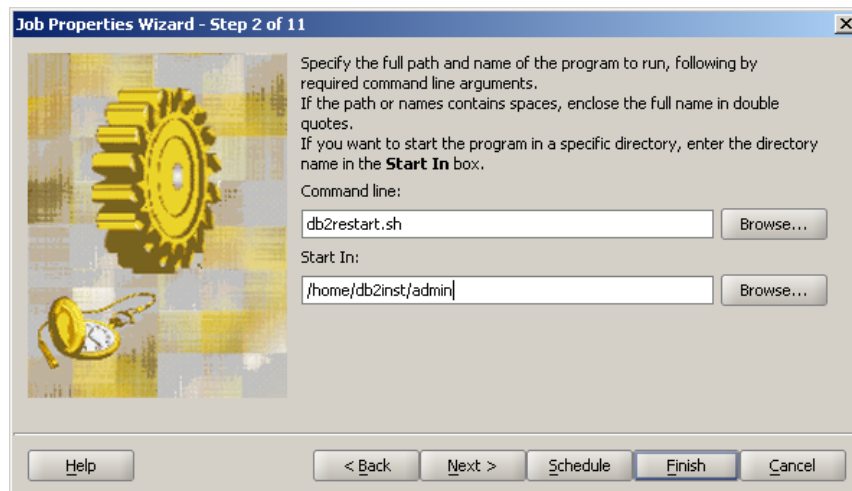 Job Properties Wizard - Step 2 of 11
Specify the full path and name of the program to run, following by
required command line arguments.
If the path or names contains spaces, enclose the full name in double
quotes.
If you want to start the program in a specific directory, enter the directory
name in the Start In box.
Command line:
db2restart.sh
Browse...
Start In:
/home/db2inst/admin
Browse...
Help
< Back
Next >
Schedule
Finish
Cancel